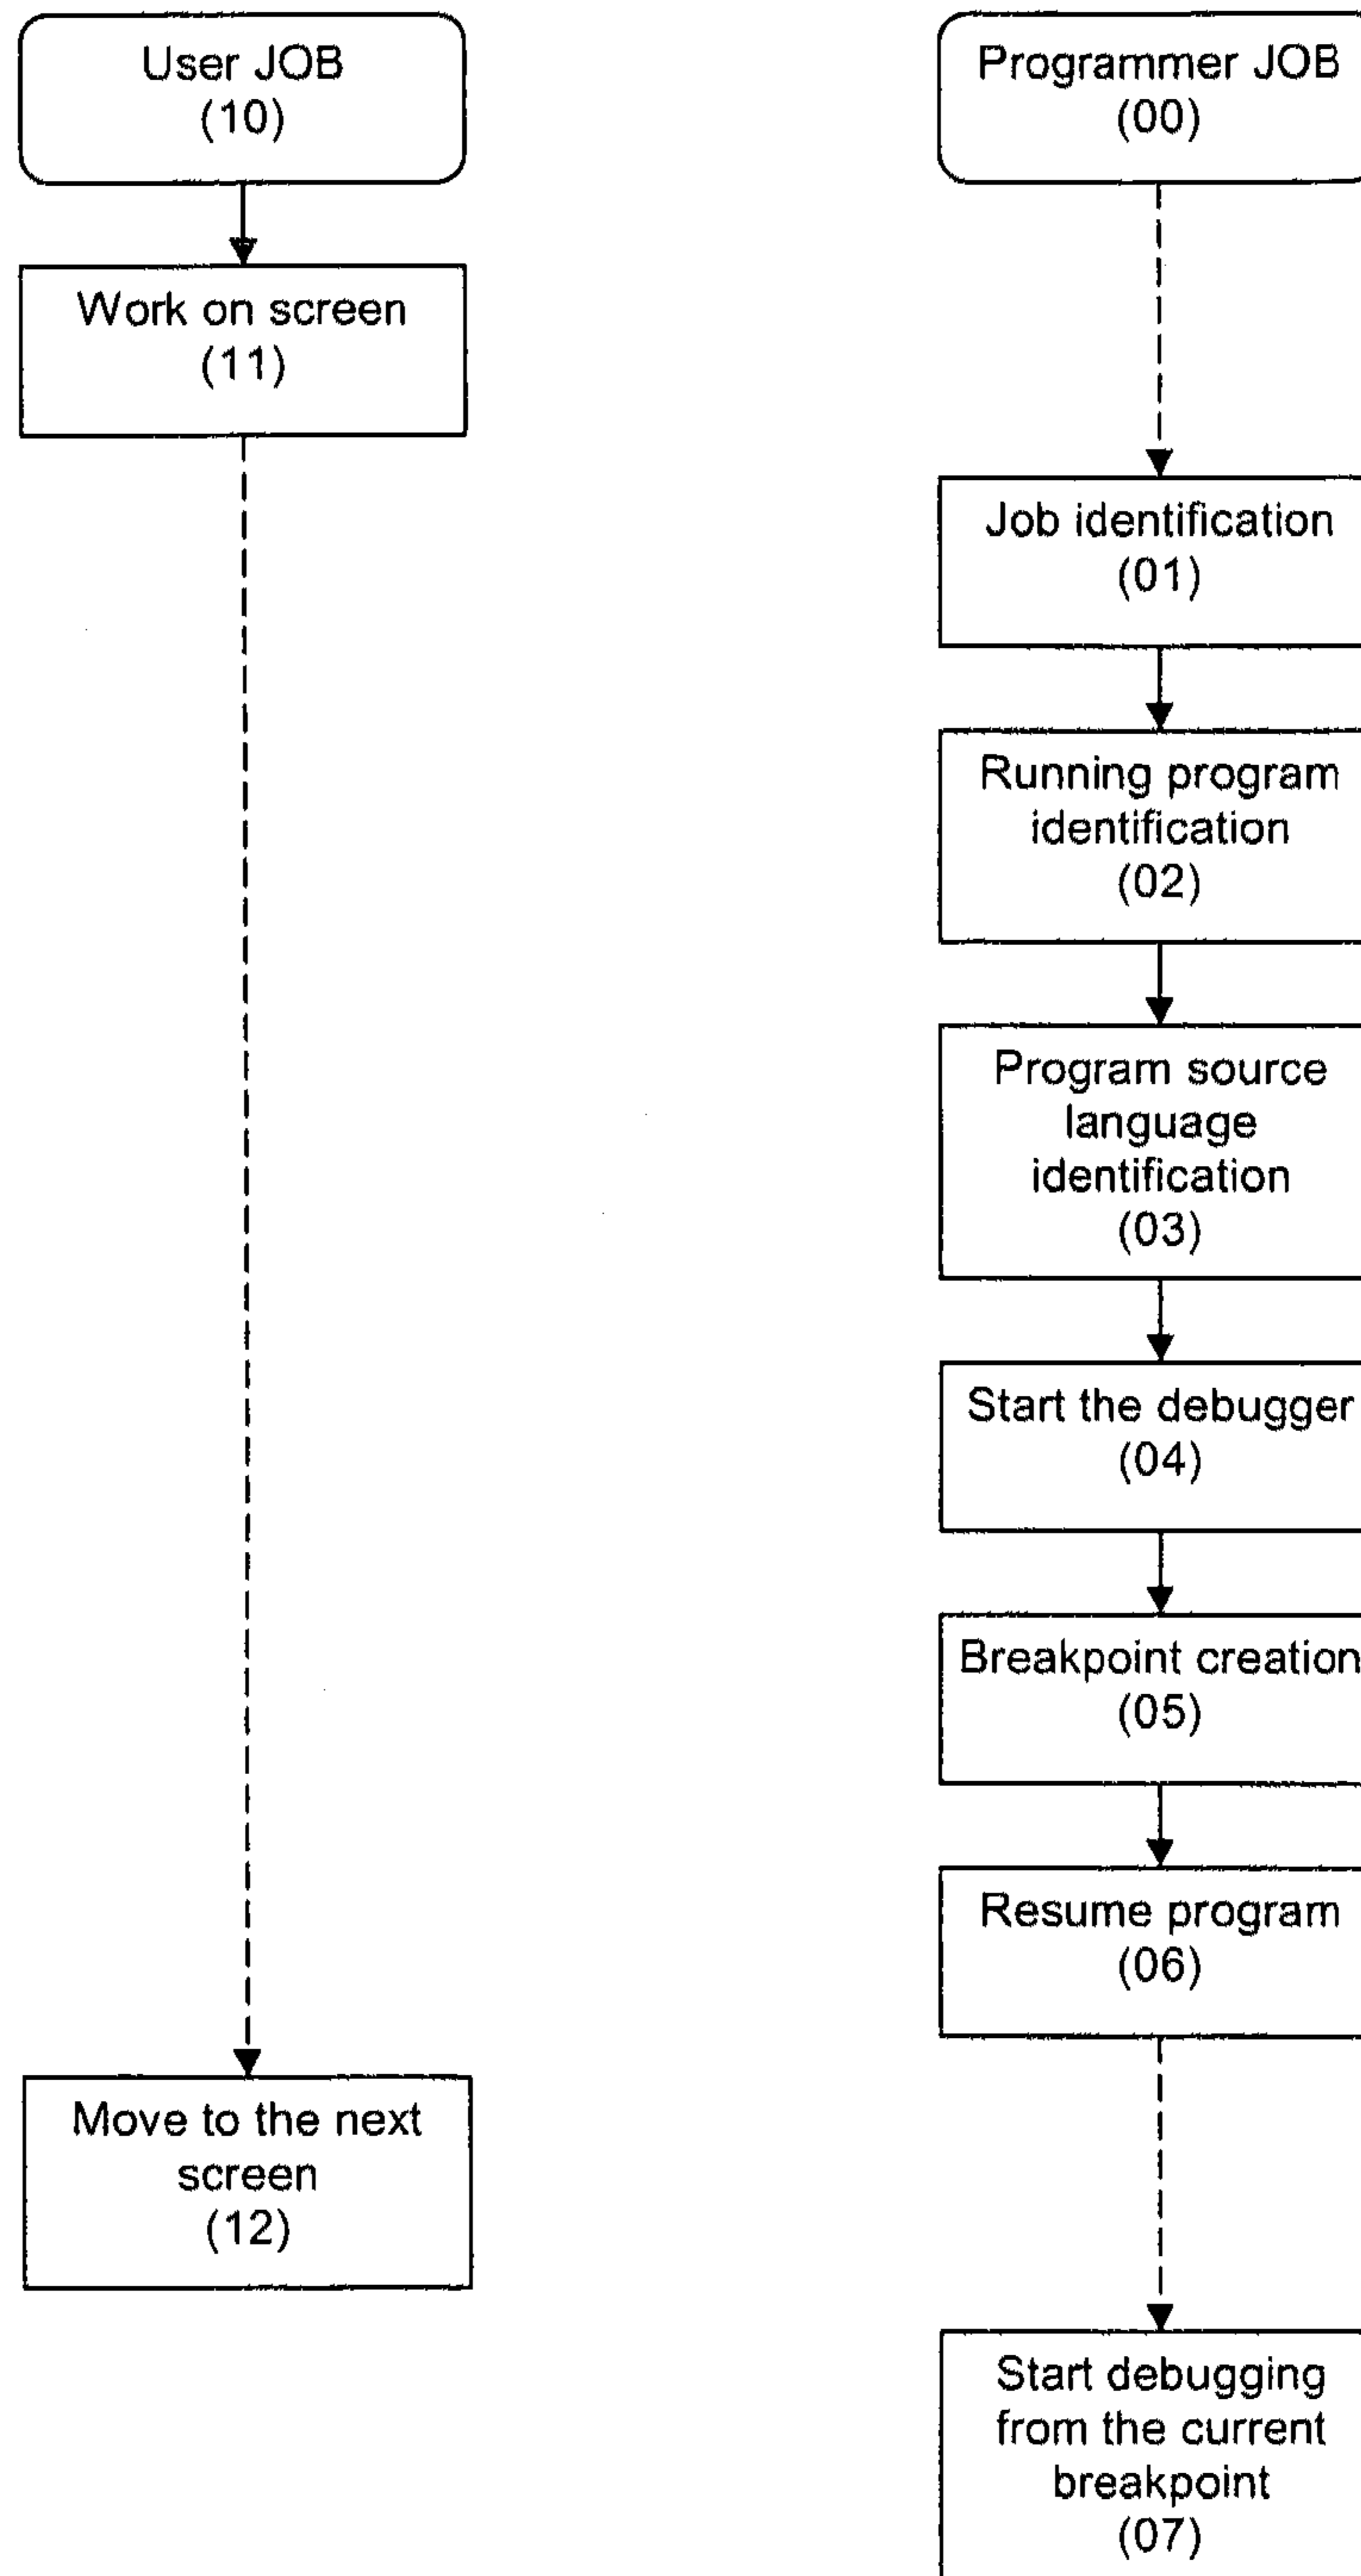 User JOB
(10)
Work on screen
(11)
Move to the next
screen
(12)
Programmer JOB
(00)
Job identification
(01)
Running program
identification
(02)
Program source
language
identification
(03)
Start the debugger
(04)
Breakpoint creation
(05)
Resume program
(06)
Start debugging
from the current
breakpoint
(07)